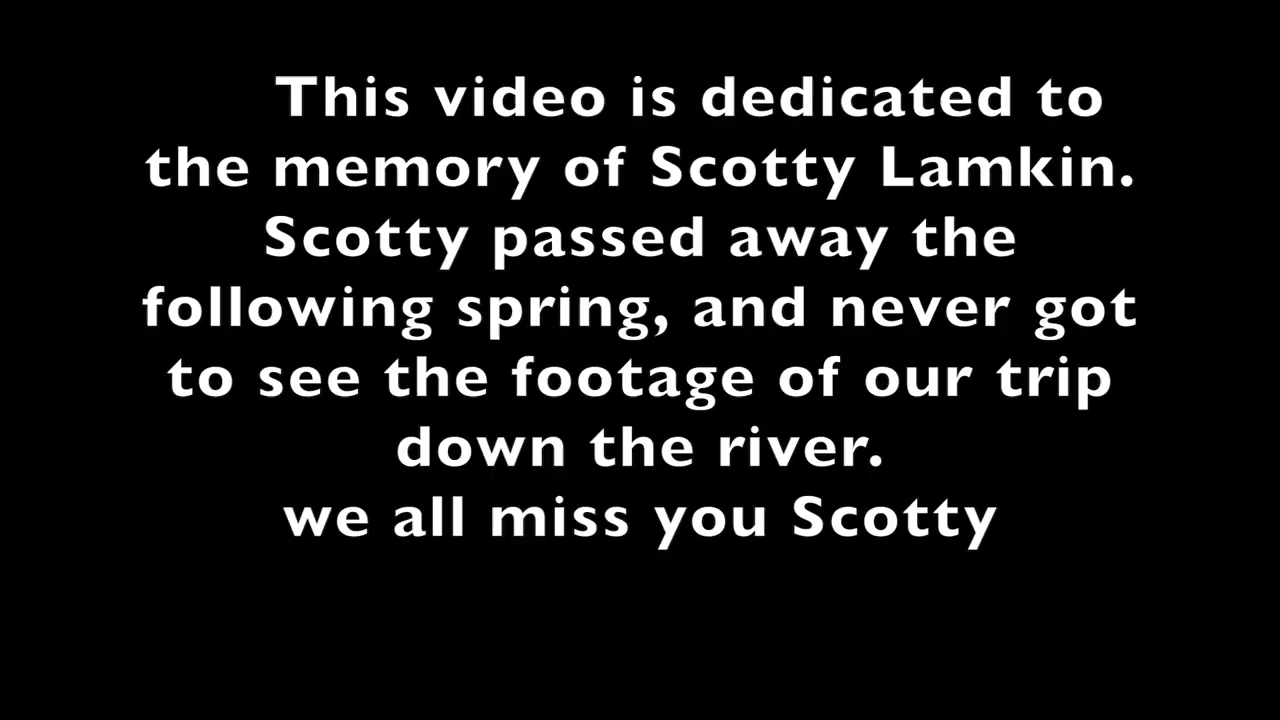 This video is dedicated to
the memory of Scotty Lamkin.
Scotty passed away the
following spring, and never got
to see the footage of our trip
down the river.
we all miss you Scotty